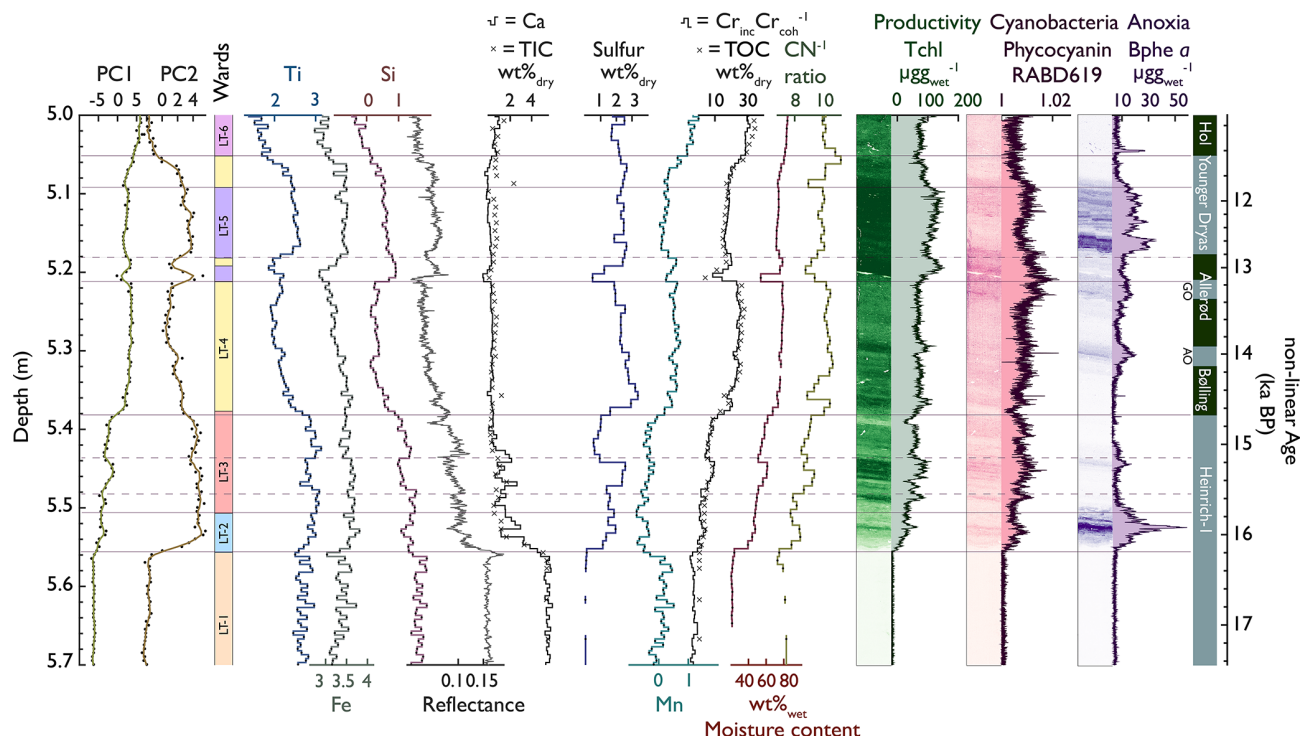 = Ca
× = TIC
wt%dry
= CrincCrcoh-1
× = TOC
wt%dry
Productivity
Tchl
µggwet-1
Cyanobacteria
Phycocyanin
RABD619
Anoxia
Bphe a
µggwet-1
Sulfur
wt%dry
CN-1
ratio
PC1
PC2
Wards
Ti
Si
-5 0 5
0 2 4
2 3
0 1
2 4
1 2 3
10 30
8 10
0 100 200
1 1.02
10 30 50
Depth (m)
5.0
5.1
5.2
5.3
5.4
5.5
5.6
5.7
LT-6
LT-5
LT-4
LT-3
LT-2
LT-1
Hol
Younger Dryas
Allerød
GO
AO
Bølling
Heinrich-1
12
13
14
15
16
17
non-linear Age
(ka BP)
3 3.5 4
Fe
0.1 0.15
Reflectance
0 1
Mn
40 60 80
wt%wet
Moisture content